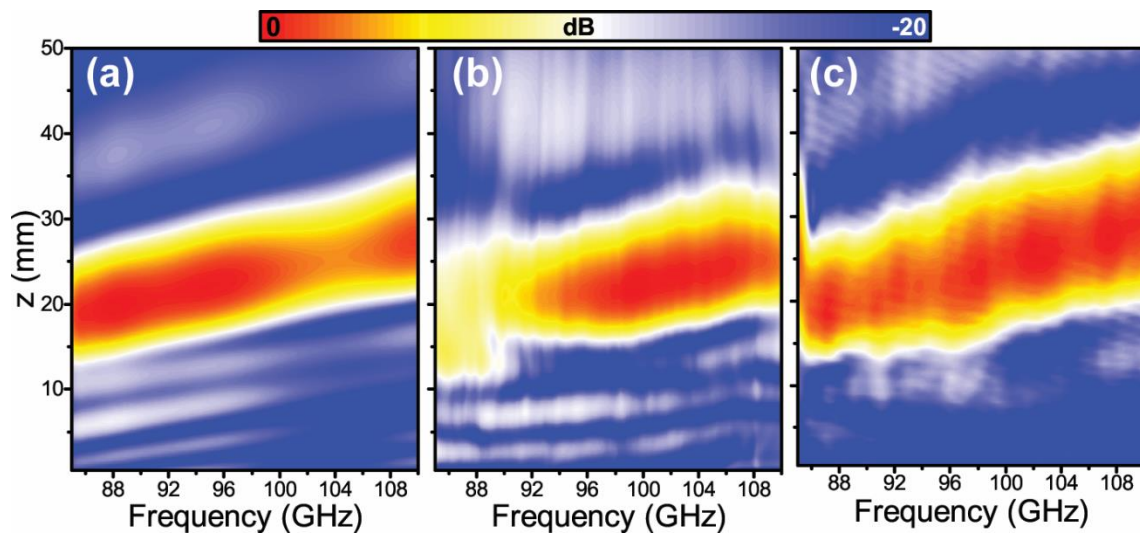 0 dB -20
50 (a) (b) (c)
40
30
20
10
z (mm)
88 92 96 100 104 108 88 92 96 100 104 108 88 92 96 100 104 108
Frequency (GHz) Frequency (GHz) Frequency (GHz)